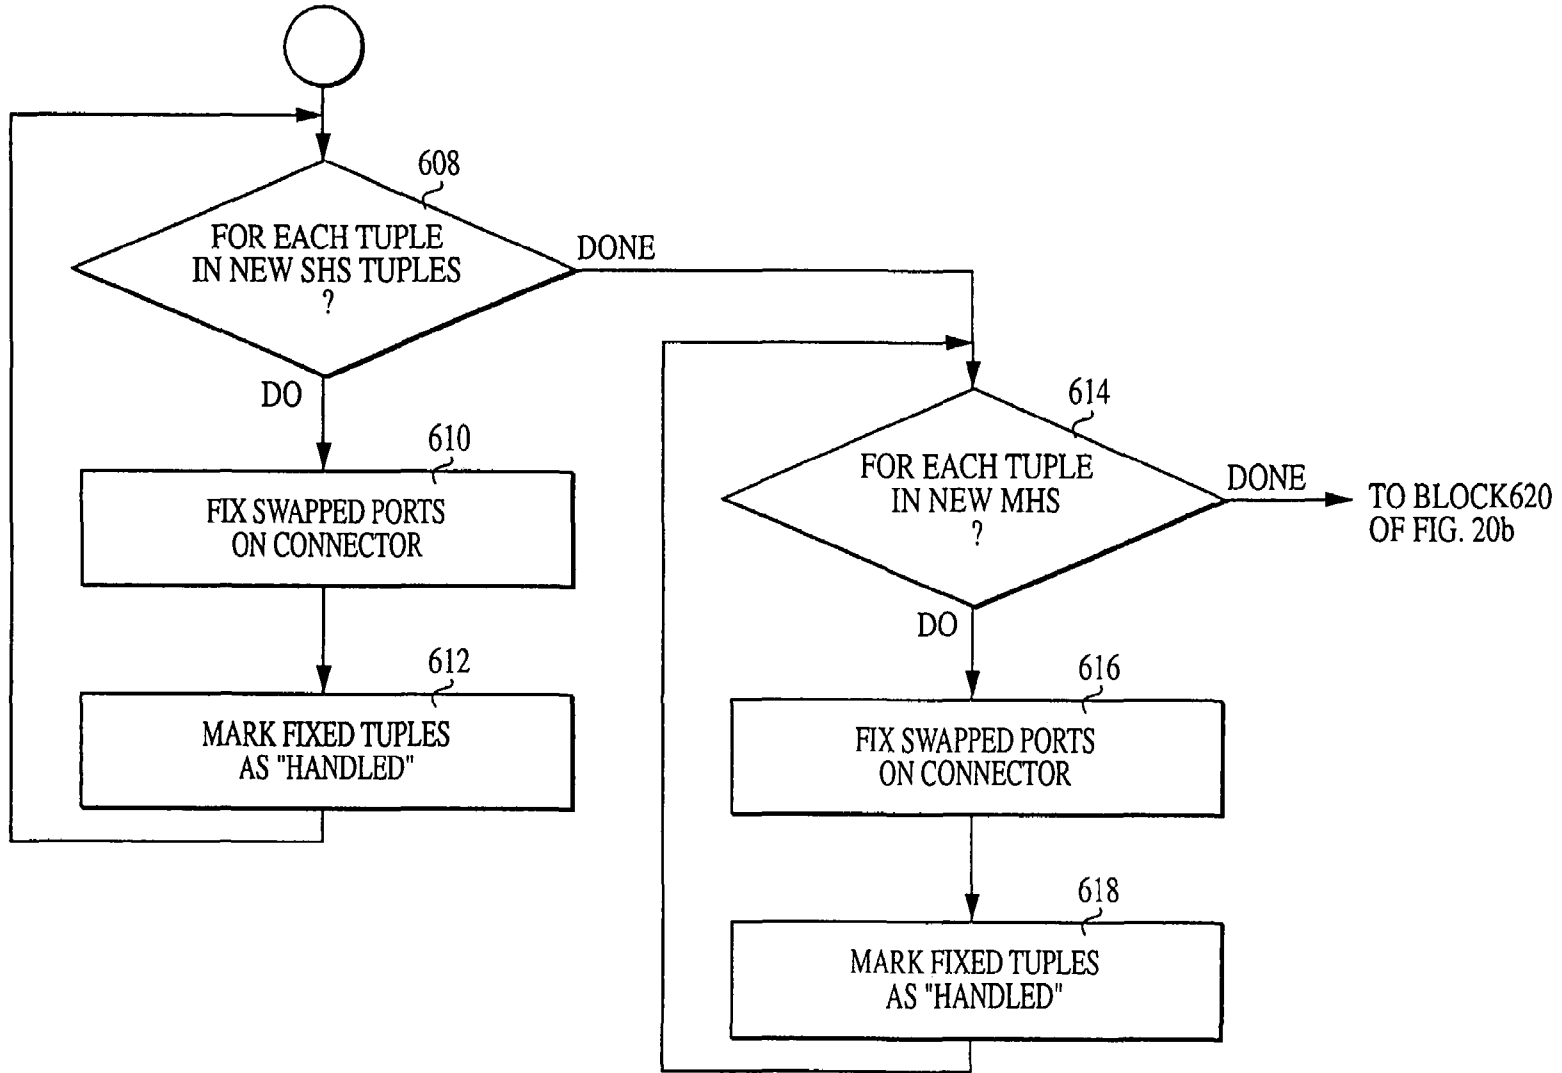 608
FOR EACH TUPLE
IN NEW SHS TUPLES
?
DONE
DO
610
FIX SWAPPED PORTS
ON CONNECTOR
612
MARK FIXED TUPLES
AS "HANDLED"
614
FOR EACH TUPLE
IN NEW MHS
?
DONE
TO BLOCK620
OF FIG. 20b
DO
616
FIX SWAPPED PORTS
ON CONNECTOR
618
MARK FIXED TUPLES
AS "HANDLED"